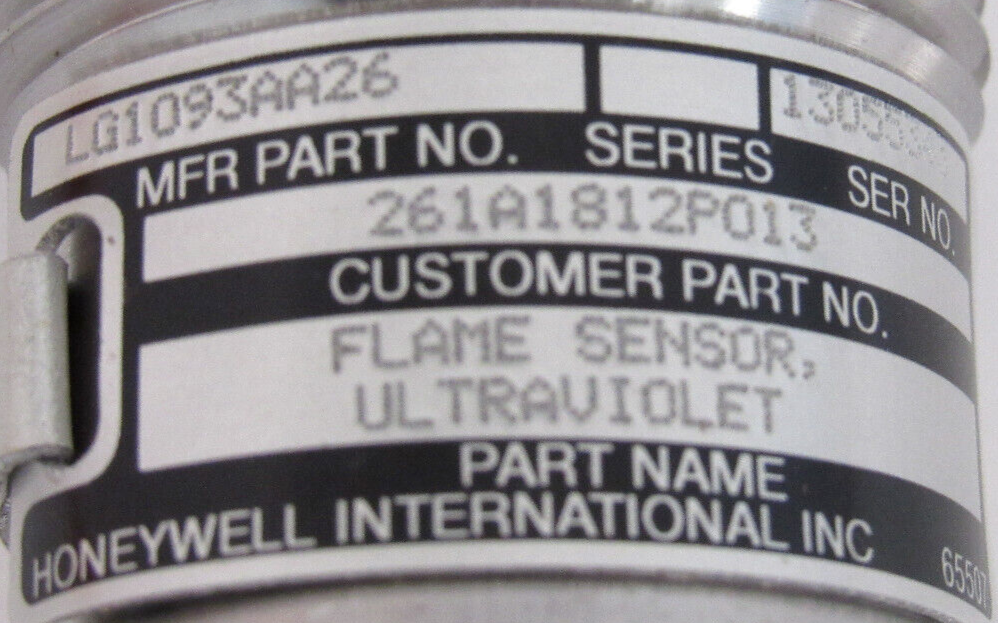 LG1093AA26
MFR PART NO. SERIES SER NO.
261A1812P013
CUSTOMER PART NO.
FLAME SENSOR,
ULTRAVIOLET
PART NAME
HONEYWELL INTERNATIONAL INC 65507